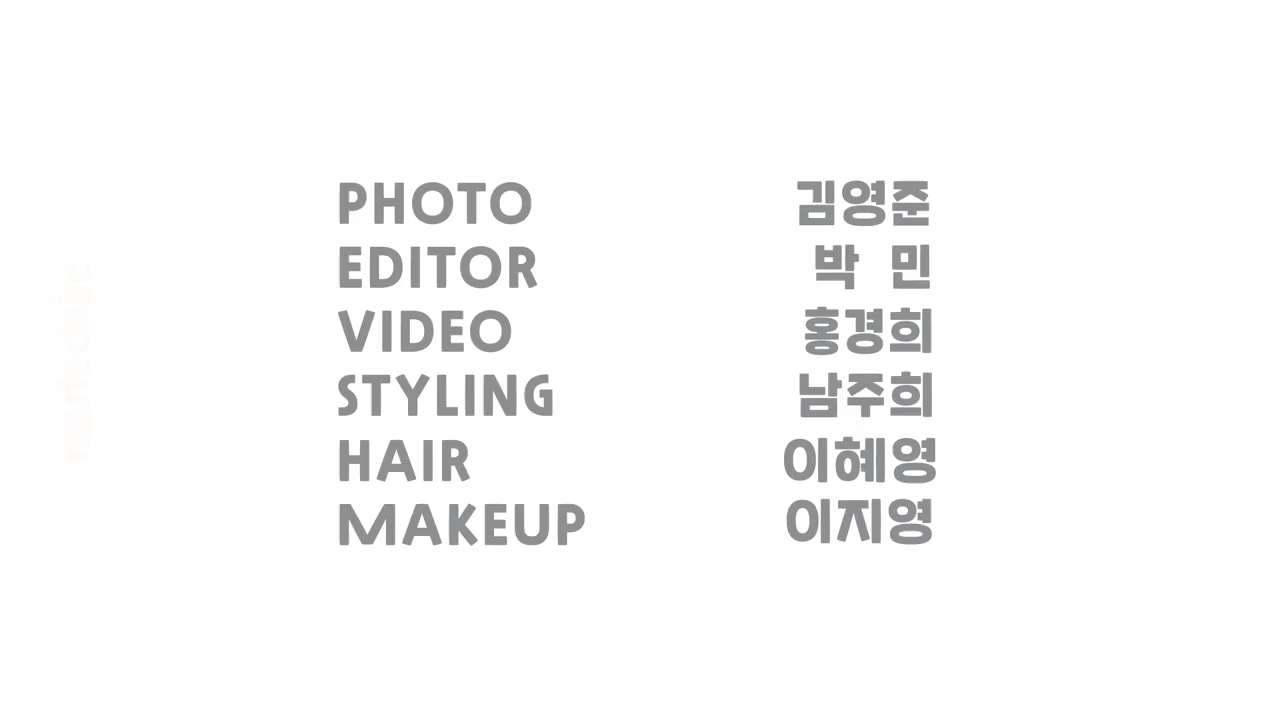 PHOTO 김영준
EDITOR 박 민
VIDEO 홍경희
STYLING 남주희
HAIR 이혜영
MAKEUP 이지영